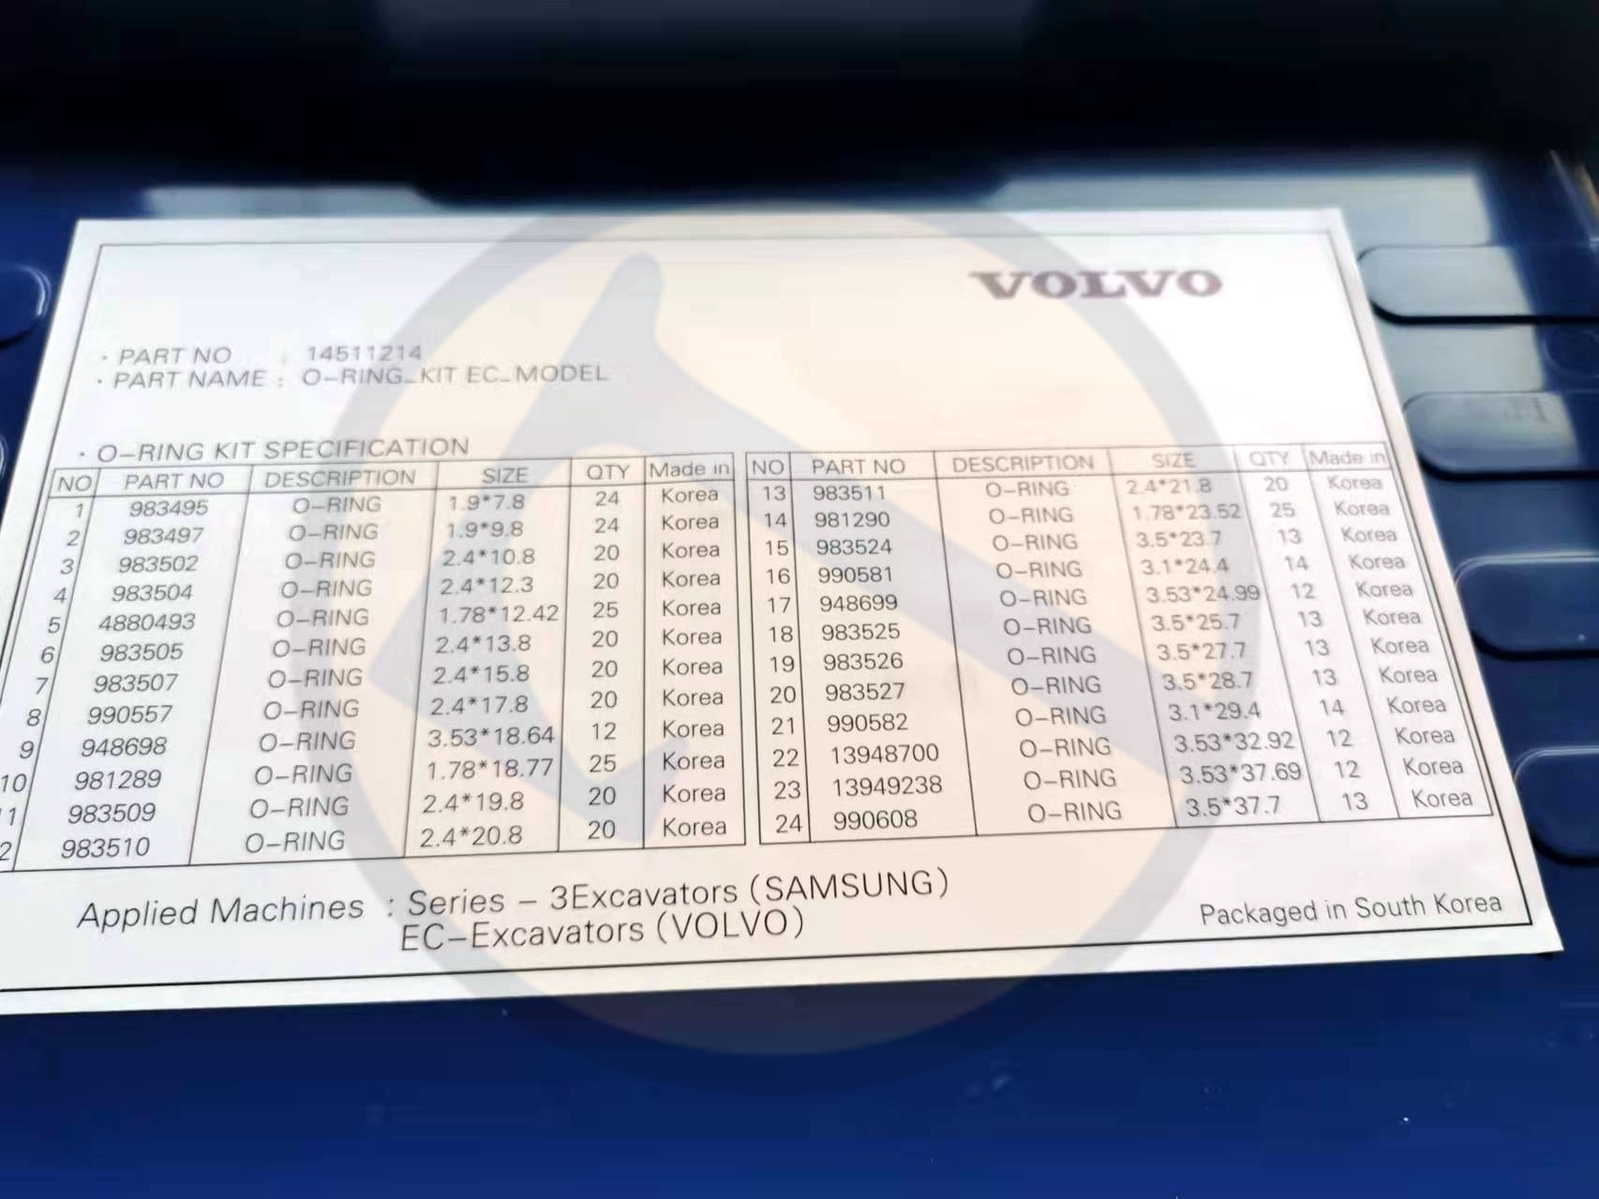 VOLVO
· PART NO : 14511214
· PART NAME : O-RING_KIT EC_MODEL
· O-RING KIT SPECIFICATION
NO PART NO DESCRIPTION SIZE QTY Made in
1 983495 O-RING 1.9*7.8 24 Korea
2 983497 O-RING 1.9*9.8 24 Korea
3 983502 O-RING 2.4*10.8 20 Korea
4 983504 O-RING 2.4*12.3 20 Korea
5 4880493 O-RING 1.78*12.42 25 Korea
6 983505 O-RING 2.4*13.8 20 Korea
7 983507 O-RING 2.4*15.8 20 Korea
8 990557 O-RING 2.4*17.8 20 Korea
9 948698 O-RING 3.53*18.64 12 Korea
10 981289 O-RING 1.78*18.77 25 Korea
1 983509 O-RING 2.4*19.8 20 Korea
2 983510 O-RING 2.4*20.8 20 Korea
NO PART NO DESCRIPTION SIZE QTY Made in
13 983511 O-RING 2.4*21.8 20 Korea
14 981290 O-RING 1.78*23.52 25 Korea
15 983524 O-RING 3.5*23.7 13 Korea
16 990581 O-RING 3.1*24.4 14 Korea
17 948699 O-RING 3.53*24.99 12 Korea
18 983525 O-RING 3.5*25.7 13 Korea
19 983526 O-RING 3.5*27.7 13 Korea
20 983527 O-RING 3.5*28.7 13 Korea
21 990582 O-RING 3.1*29.4 14 Korea
22 13948700 O-RING 3.53*32.92 12 Korea
23 13949238 O-RING 3.53*37.69 12 Korea
24 990608 O-RING 3.5*37.7 13 Korea
Applied Machines : Series - 3Excavators (SAMSUNG)
EC-Excavators (VOLVO)
Packaged in South Korea